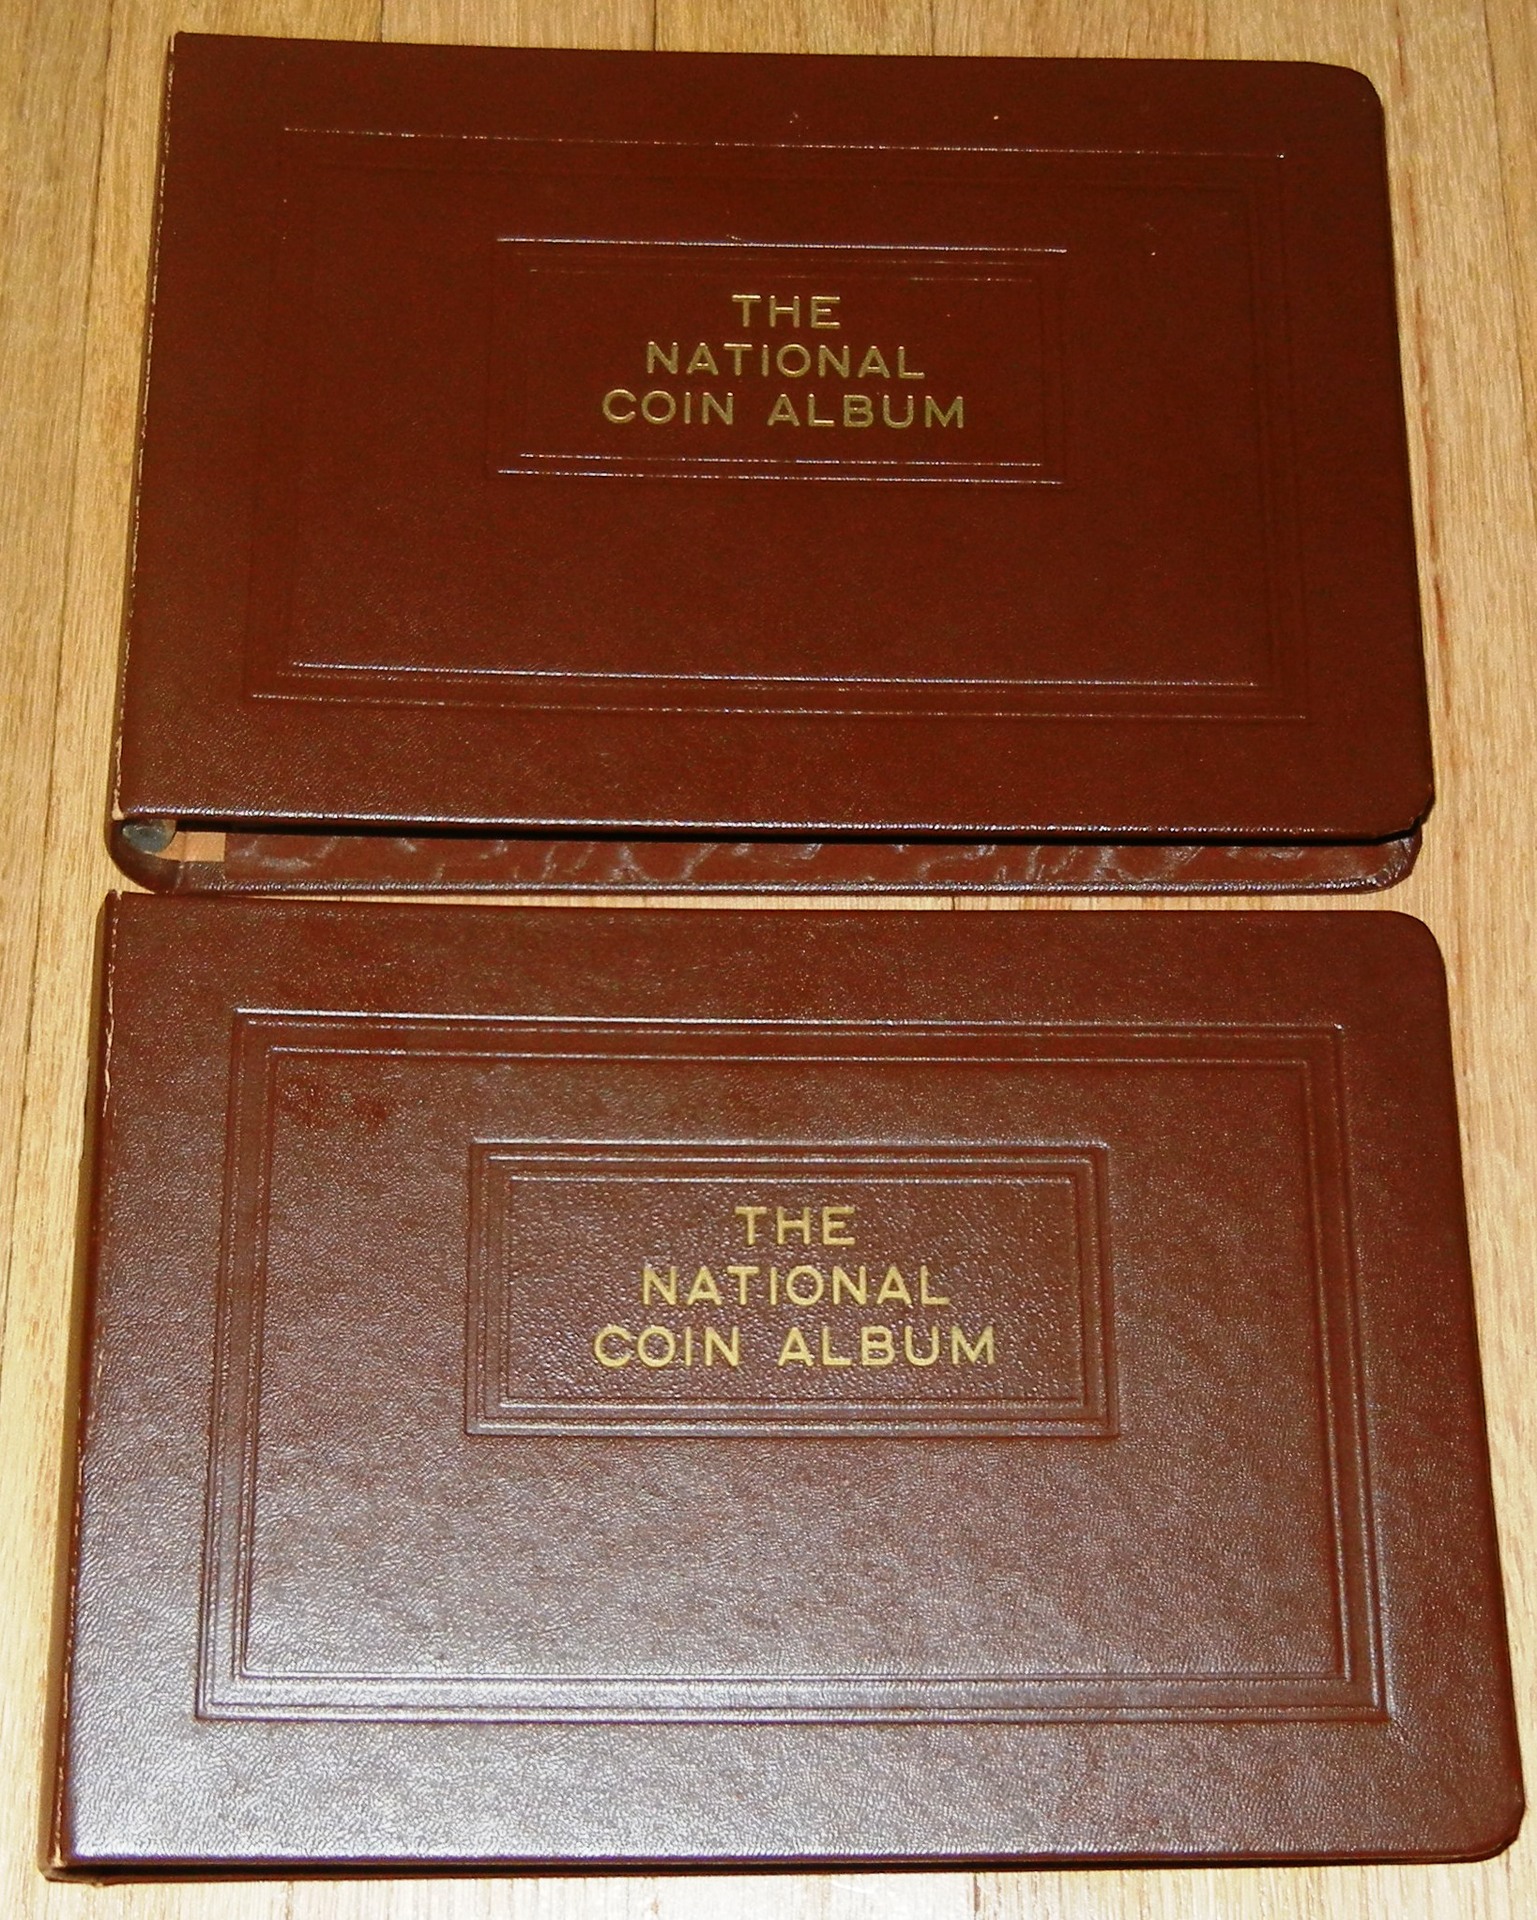 THE
NATIONAL
COIN ALBUM
THE
NATIONAL
COIN ALBUM